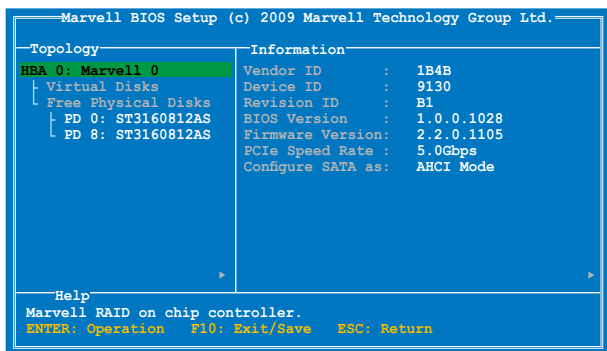 Marvell BIOS Setup (c) 2009 Marvell Technology Group Ltd.
Topology
HBA 0: Marvell 0
Virtual Disks
Free Physical Disks
PD 0: ST3160812AS
PD 8: ST3160812AS
Information
Vendor ID : 1B4B
Device ID : 9130
Revision ID : B1
BIOS Version : 1.0.0.1028
Firmware Version: 2.2.0.1105
PCIe Speed Rate : 5.0Gbps
Configure SATA as: AHCI Mode
Help
Marvell RAID on chip controller.
ENTER: Operation F10: Exit/Save ESC: Return